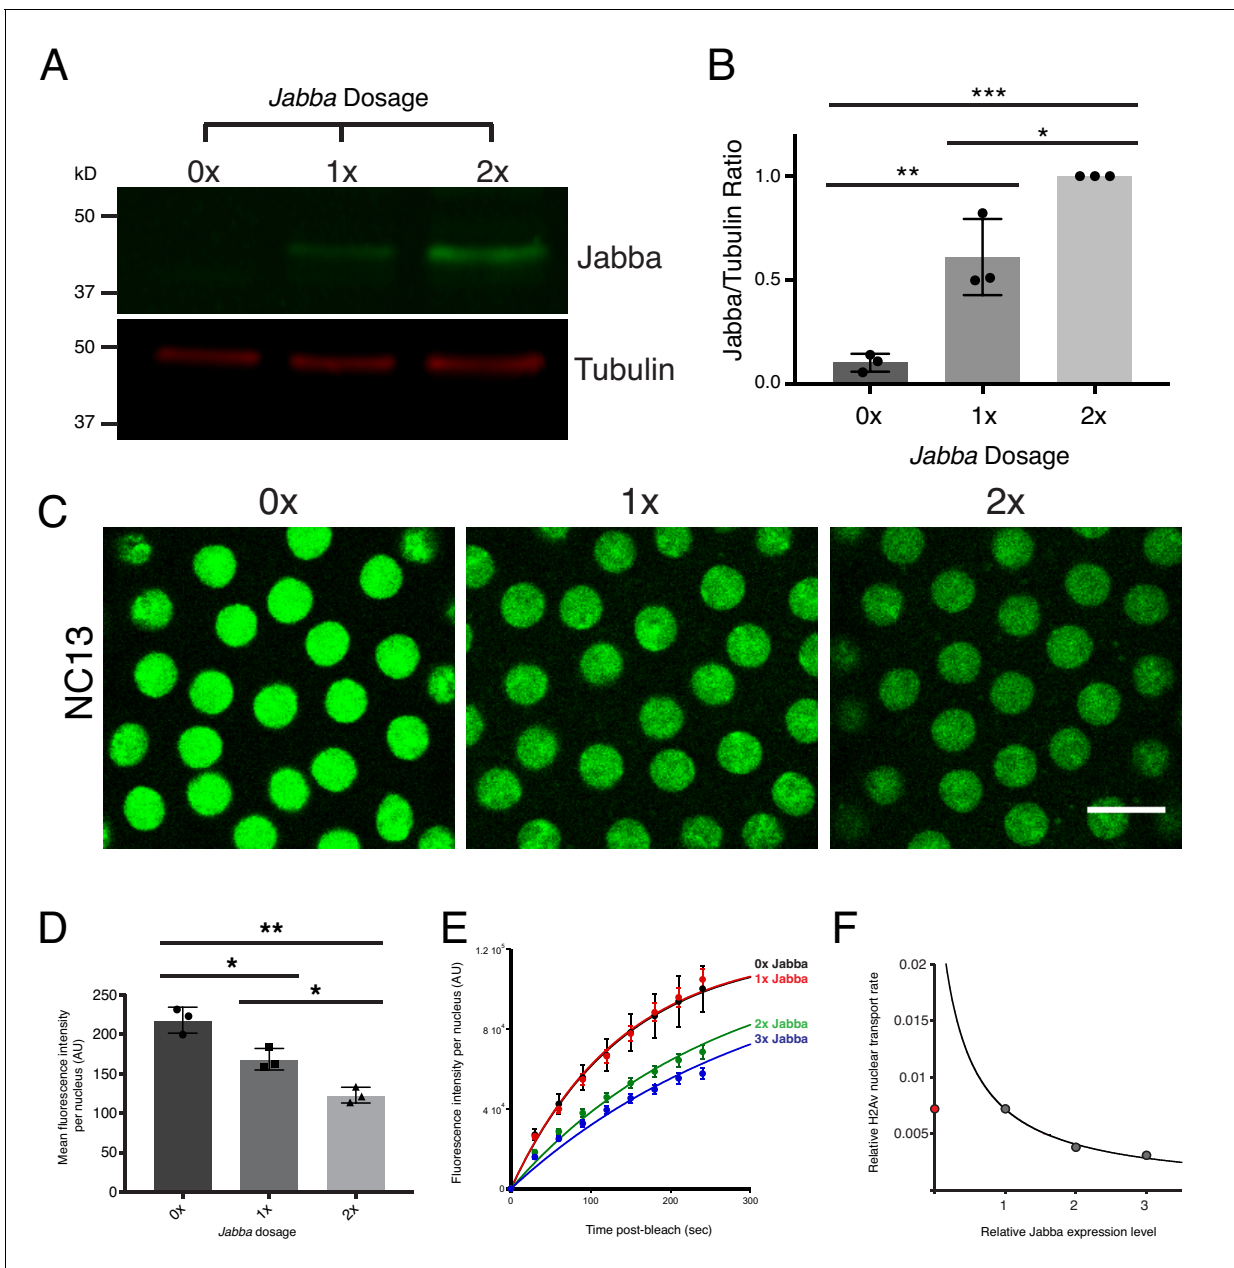 A
Jabba Dosage
kD
0x
1x
2x
50
37
Jabba
50
37
Tubulin
B
***
*
**
Jabba/Tubulin Ratio
1.0
0.5
0.0
0x
1x
2x
Jabba Dosage
C
0x
1x
2x
NC13
D
**
*
*
Mean fluorescence intensity
per nucleus (AU)
250
200
150
100
50
0
0x
1x
2x
Jabba dosage
E
Fluorescence intensity per nucleus (AU)
1.2 10⁵
8 10⁴
4 10⁴
0
0
100
200
300
0x Jabba
1x Jabba
2x Jabba
3x Jabba
Time post-bleach (sec)
F
Relative H2Av nuclear transport rate
0.02
0.015
0.01
0.005
1
2
3
Relative Jabba expression level